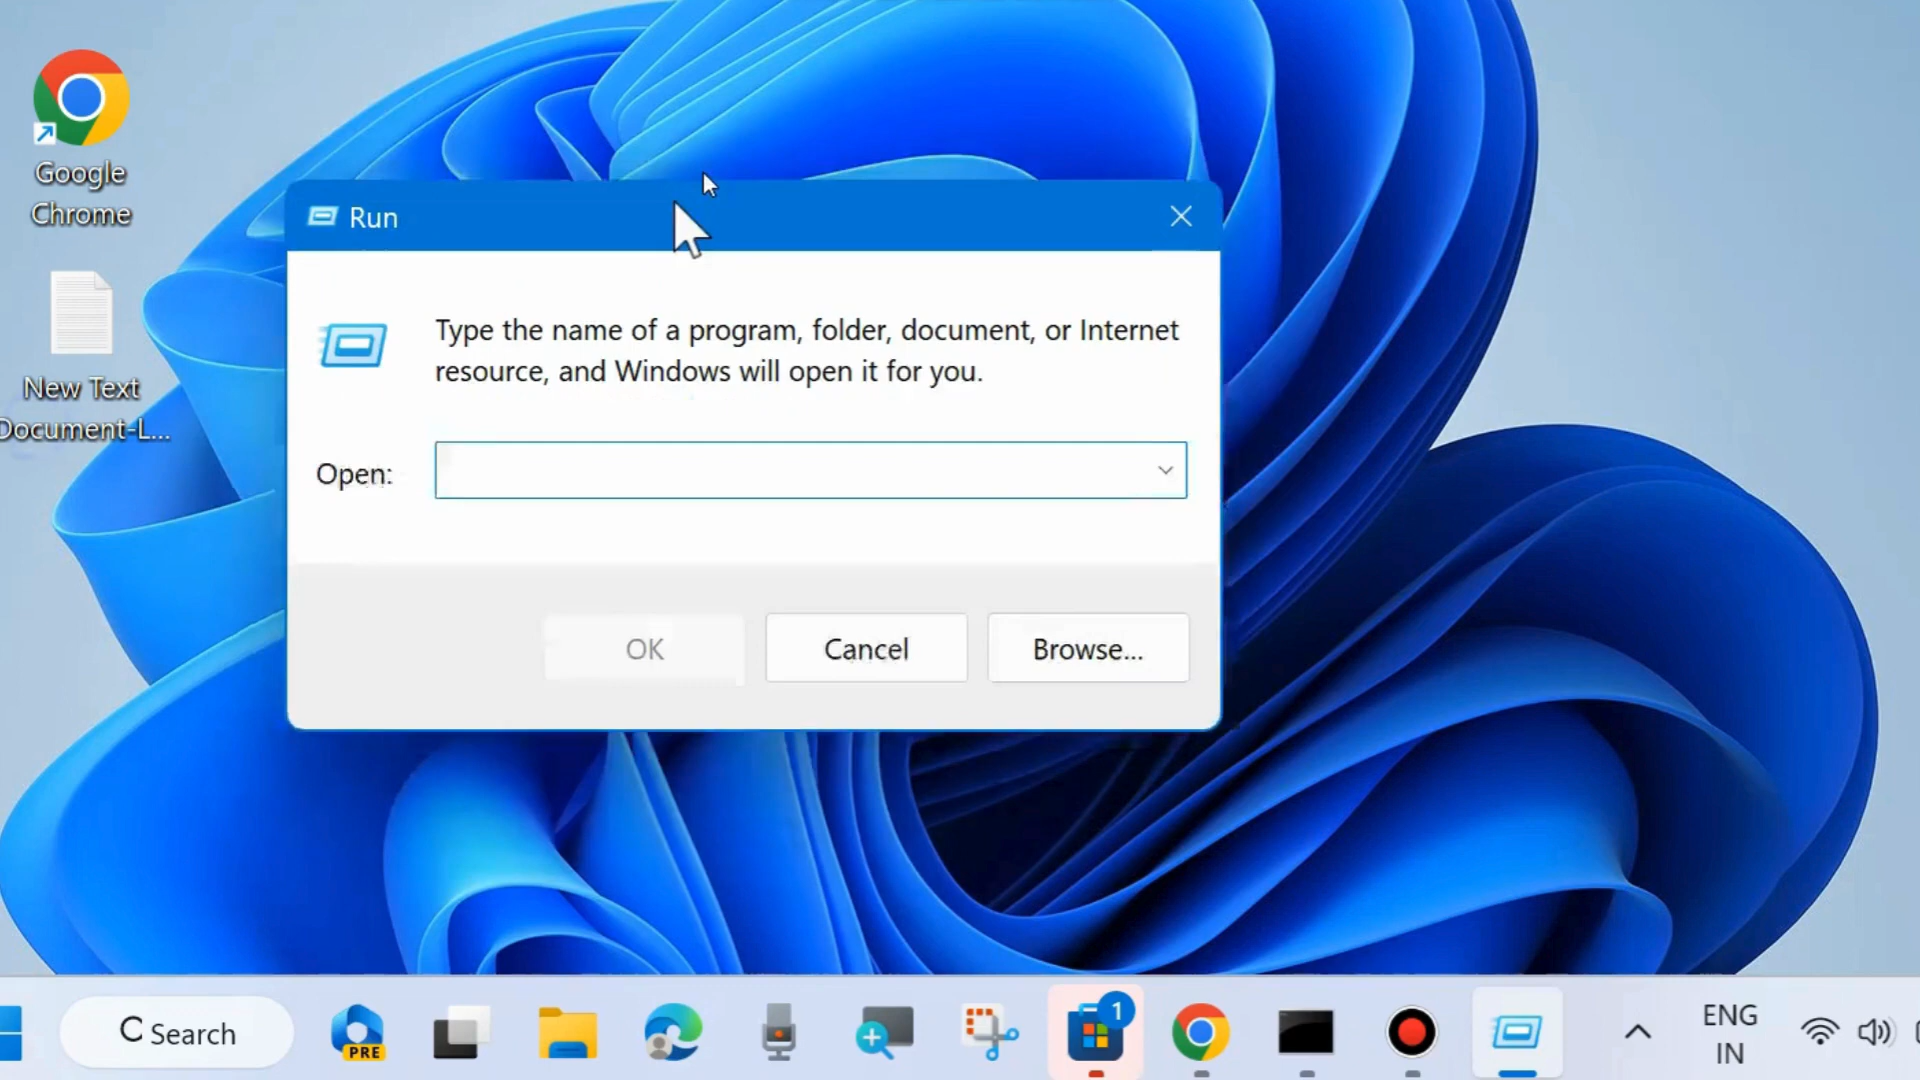 Google
Chrome
New Text
Document-L...
Run
Type the name of a program, folder, document, or Internet
resource, and Windows will open it for you.
Open:
OK
Cancel
Browse...
Search
PRE
1
ENG
IN